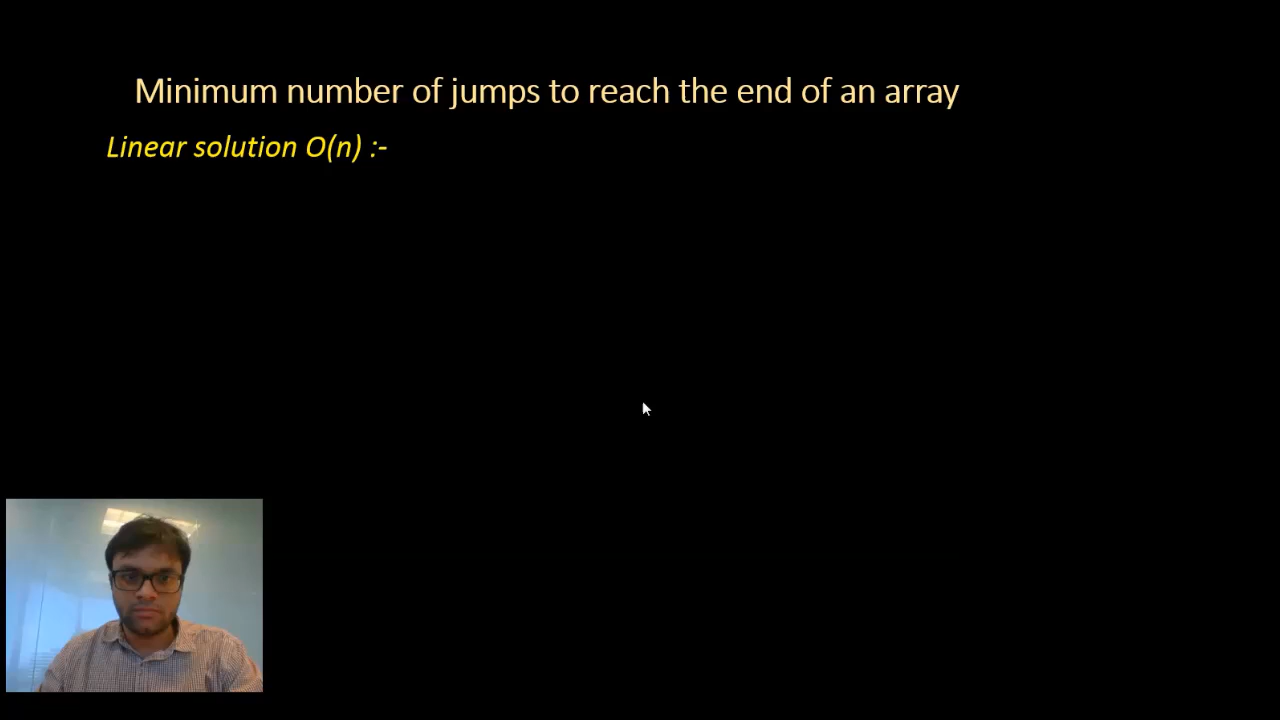 Minimum number of jumps to reach the end of an array
Linear solution O(n) :-